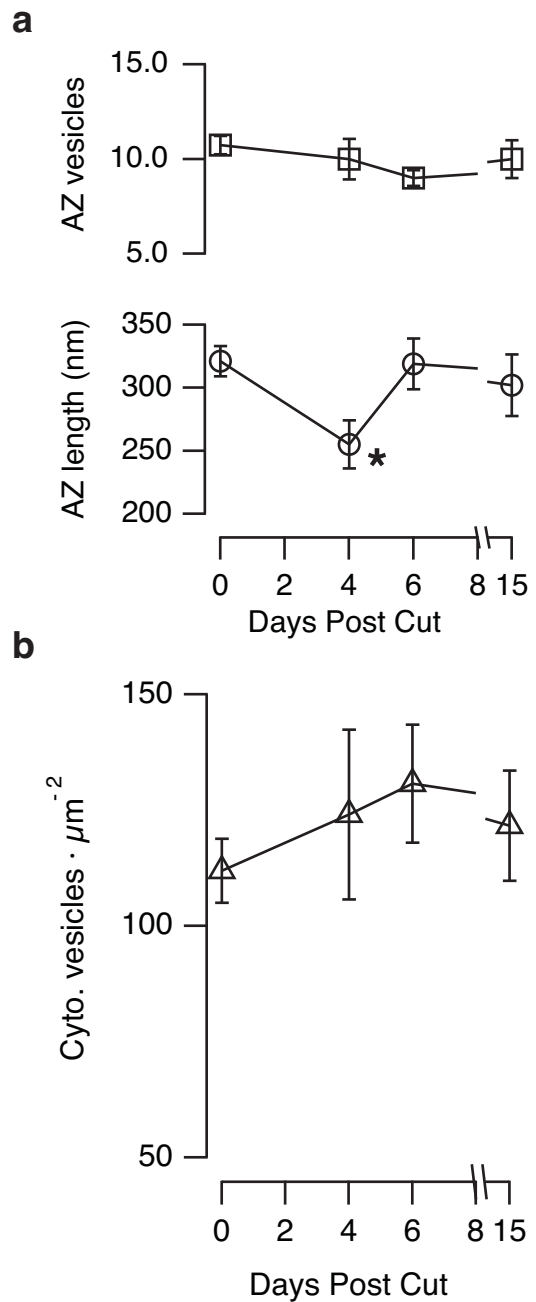 a
AZ vesicles
15.0
10.0
5.0
AZ length (nm)
350
300
250
200
*
0 2 4 6 8 15
Days Post Cut
b
Cyto. vesicles · µm⁻²
150
100
50
0 2 4 6 8 15
Days Post Cut